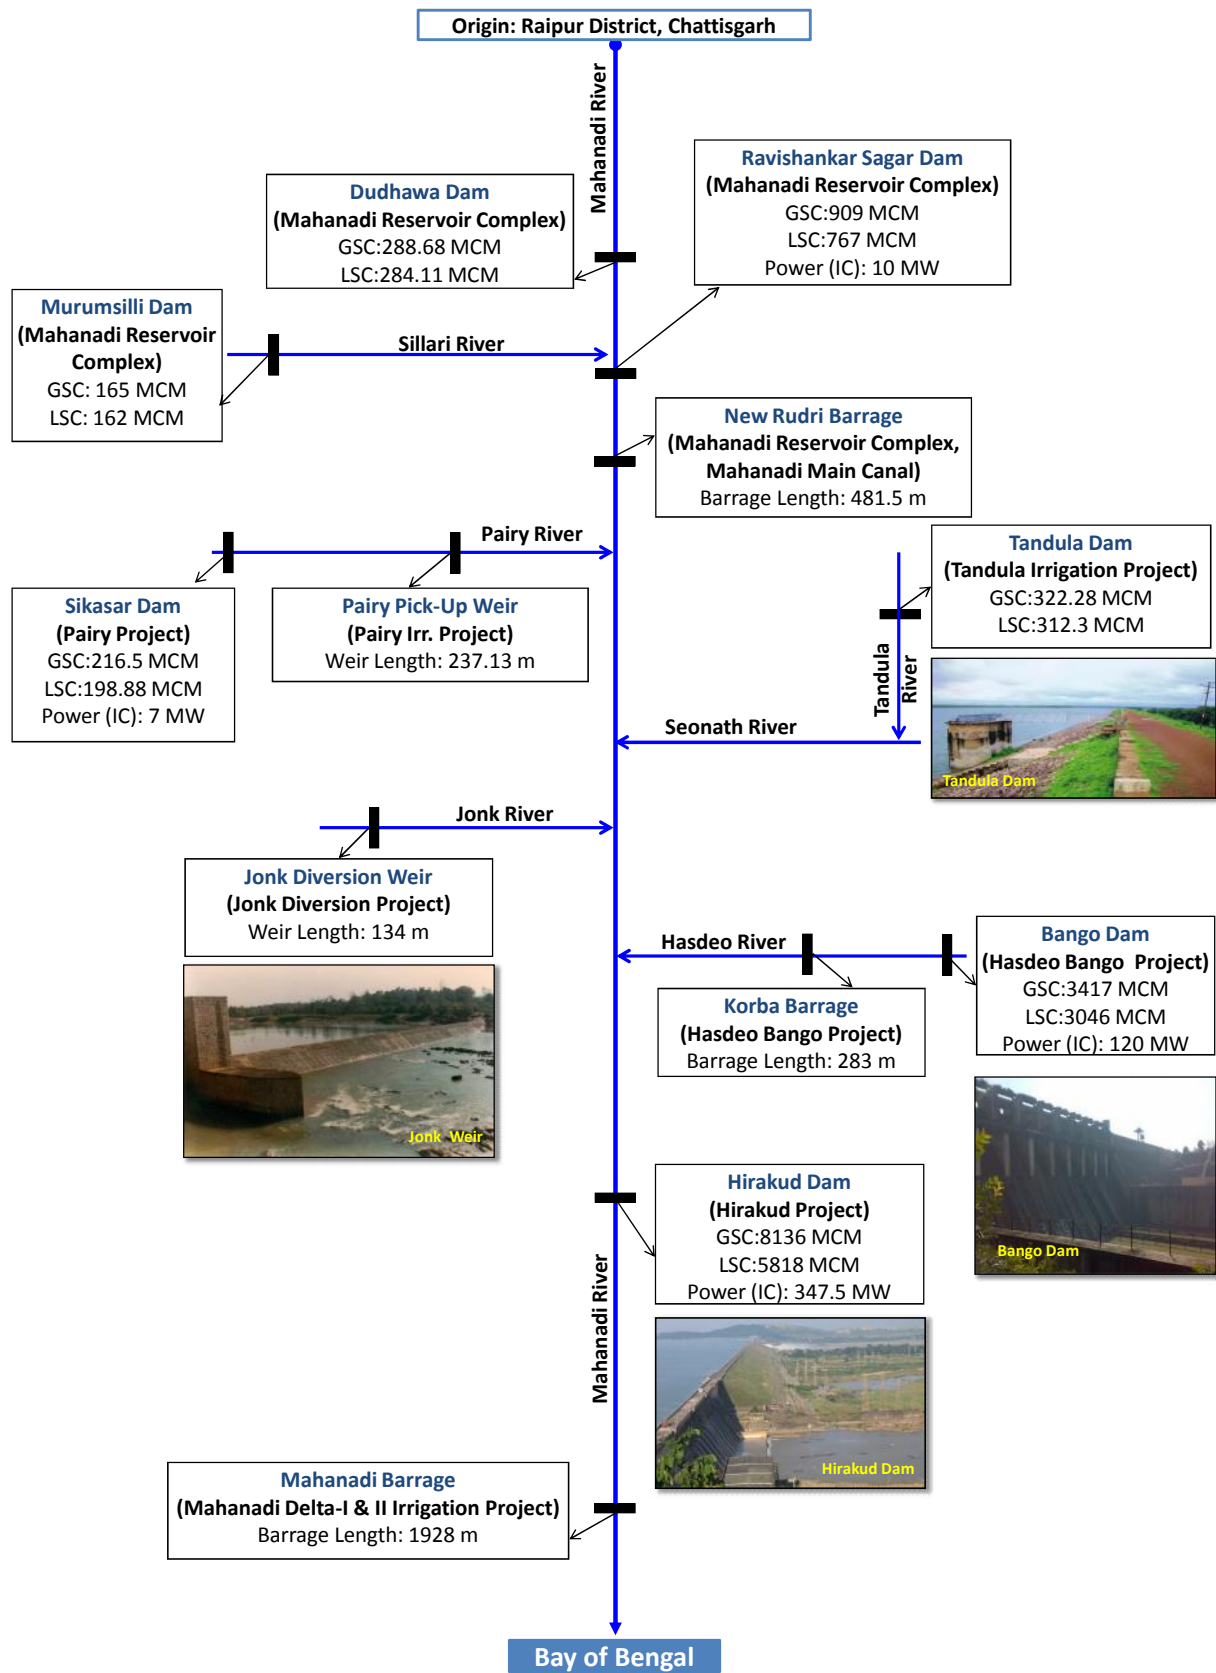 Origin: Raipur District, Chattisgarh
Mahanadi River
Ravishankar Sagar Dam
(Mahanadi Reservoir Complex)
GSC:909 MCM
LSC:767 MCM
Power (IC): 10 MW
Dudhawa Dam
(Mahanadi Reservoir Complex)
GSC:288.68 MCM
LSC:284.11 MCM
Murumsilli Dam
(Mahanadi Reservoir
Complex)
GSC: 165 MCM
LSC: 162 MCM
Sillari River
New Rudri Barrage
(Mahanadi Reservoir Complex,
Mahanadi Main Canal)
Barrage Length: 481.5 m
Pairy River
Sikasar Dam
(Pairy Project)
GSC:216.5 MCM
LSC:198.88 MCM
Power (IC): 7 MW
Pairy Pick-Up Weir
(Pairy Irr. Project)
Weir Length: 237.13 m
Tandula Dam
(Tandula Irrigation Project)
GSC:322.28 MCM
LSC:312.3 MCM
Tandula
River
Tandula Dam
Seonath River
Jonk River
Jonk Diversion Weir
(Jonk Diversion Project)
Weir Length: 134 m
Jonk Weir
Hasdeo River
Bango Dam
(Hasdeo Bango Project)
GSC:3417 MCM
LSC:3046 MCM
Power (IC): 120 MW
Korba Barrage
(Hasdeo Bango Project)
Barrage Length: 283 m
Bango Dam
Hirakud Dam
(Hirakud Project)
GSC:8136 MCM
LSC:5818 MCM
Power (IC): 347.5 MW
Mahanadi River
Hirakud Dam
Mahanadi Barrage
(Mahanadi Delta-I & II Irrigation Project)
Barrage Length: 1928 m
Bay of Bengal